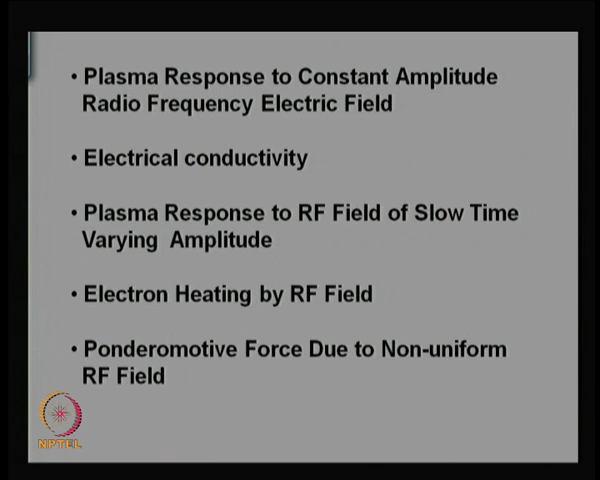 • Plasma Response to Constant Amplitude
Radio Frequency Electric Field
• Electrical conductivity
• Plasma Response to RF Field of Slow Time
Varying Amplitude
• Electron Heating by RF Field
• Ponderomotive Force Due to Non-uniform
RF Field
NPTEL